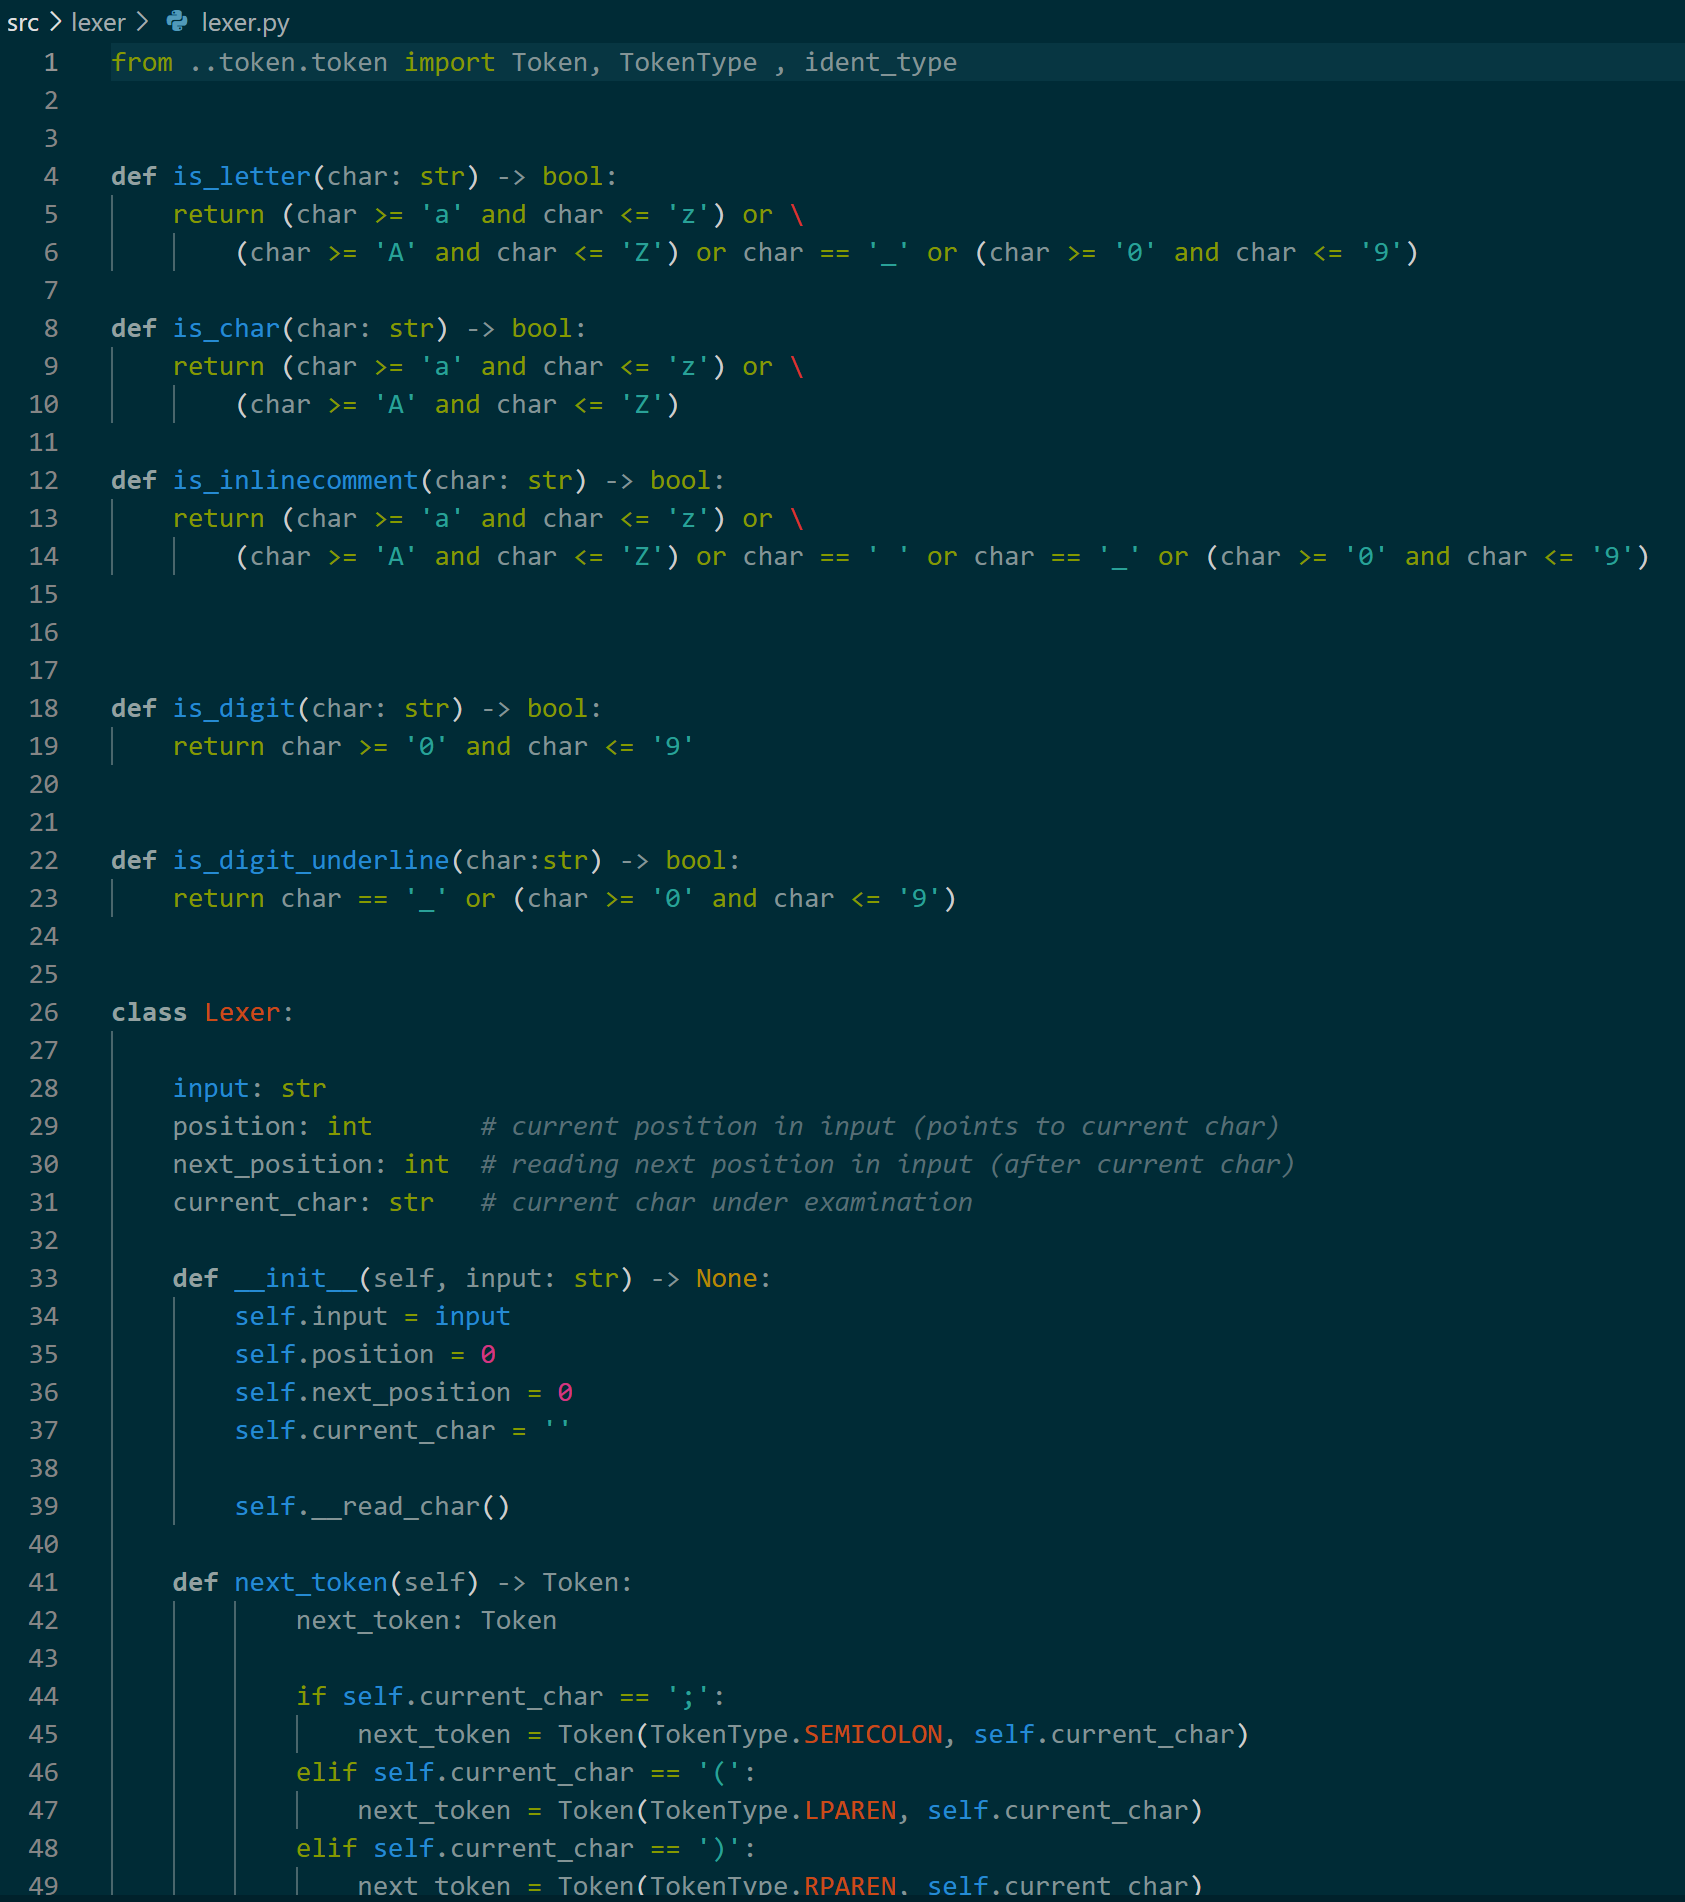 src > lexer > lexer.py
1 from ..token.token import Token, TokenType , ident_type
2
3
4 def is_letter(char: str) -> bool:
5     return (char >= 'a' and char <= 'z') or \
6         (char >= 'A' and char <= 'Z') or char == '_' or (char >= '0' and char <= '9')
7
8 def is_char(char: str) -> bool:
9     return (char >= 'a' and char <= 'z') or \
10         (char >= 'A' and char <= 'Z')
11
12 def is_inlinecomment(char: str) -> bool:
13     return (char >= 'a' and char <= 'z') or \
14         (char >= 'A' and char <= 'Z') or char == ' ' or char == '_' or (char >= '0' and char <= '9')
15
16
17
18 def is_digit(char: str) -> bool:
19     return char >= '0' and char <= '9'
20
21
22 def is_digit_underline(char:str) -> bool:
23     return char == '_' or (char >= '0' and char <= '9')
24
25
26 class Lexer:
27
28     input: str
29     position: int       # current position in input (points to current char)
30     next_position: int  # reading next position in input (after current char)
31     current_char: str   # current char under examination
32
33     def __init__(self, input: str) -> None:
34         self.input = input
35         self.position = 0
36         self.next_position = 0
37         self.current_char = ''
38
39         self.__read_char()
40
41     def next_token(self) -> Token:
42             next_token: Token
43
44             if self.current_char == ';':
45                 next_token = Token(TokenType.SEMICOLON, self.current_char)
46             elif self.current_char == '(':
47                 next_token = Token(TokenType.LPAREN, self.current_char)
48             elif self.current_char == ')':
49                 next_token = Token(TokenType.RPAREN, self.current_char)